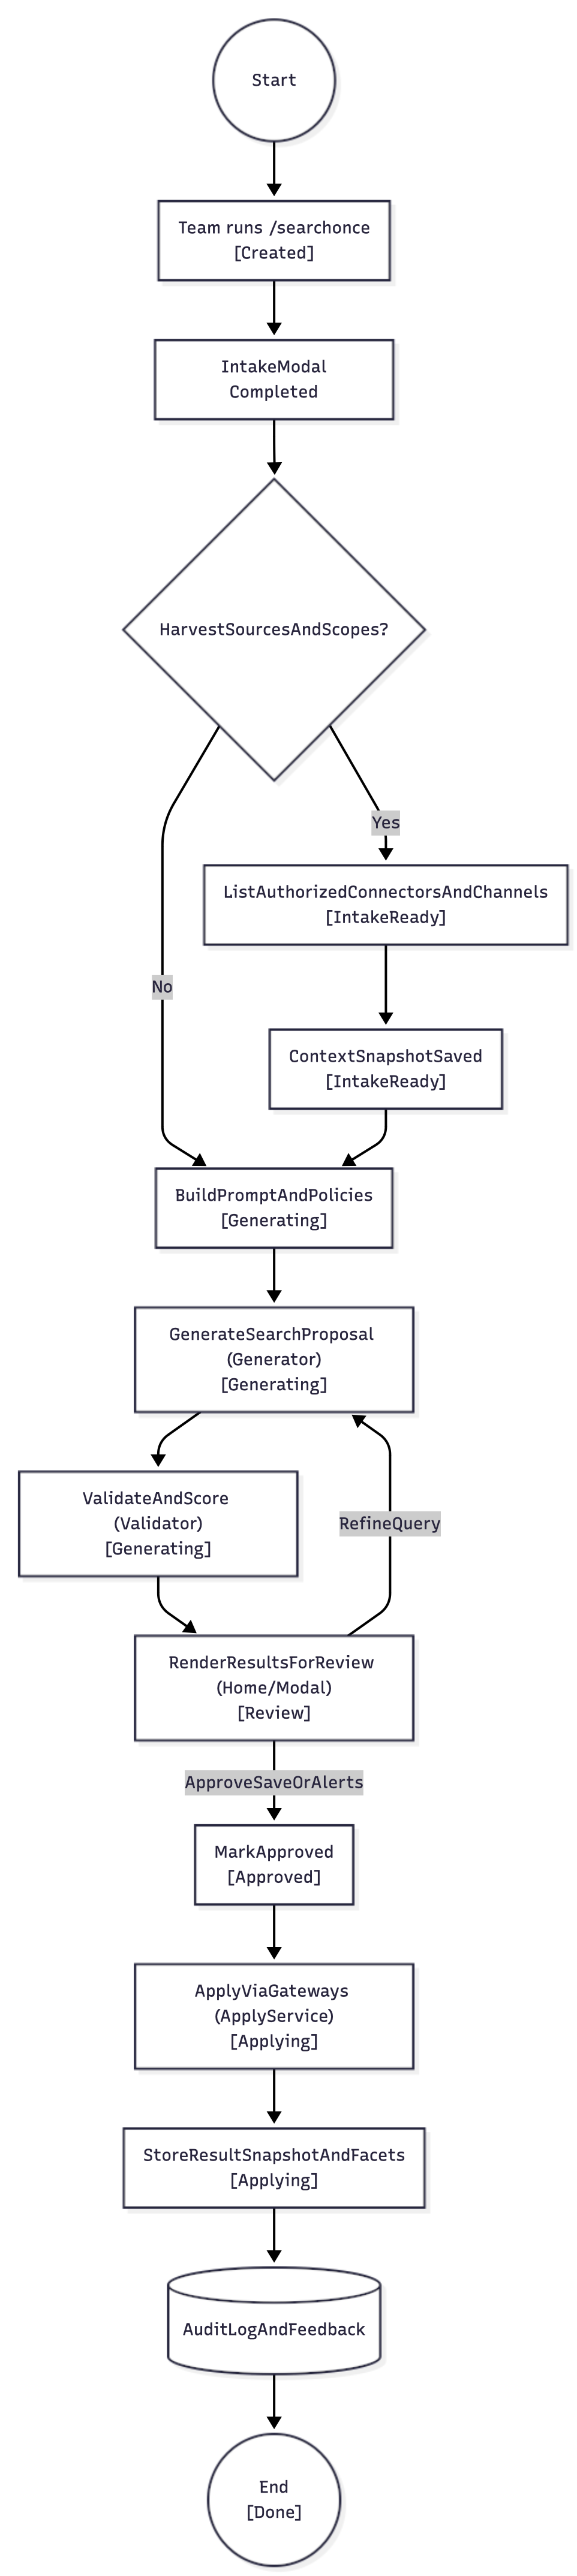 Start
Team runs /searchonce
[Created]
IntakeModal
Completed
HarvestSourcesAndScopes?
Yes
ListAuthorizedConnectorsAndChannels
[IntakeReady]
No
ContextSnapshotSaved
[IntakeReady]
BuildPromptAndPolicies
[Generating]
GenerateSearchProposal
(Generator)
[Generating]
ValidateAndScore
(Validator)
[Generating]
RefineQuery
RenderResultsForReview
(Home/Modal)
[Review]
ApproveSaveOrAlerts
MarkApproved
[Approved]
ApplyViaGateways
(ApplyService)
[Applying]
StoreResultSnapshotAndFacets
[Applying]
AuditLogAndFeedback
End
[Done]